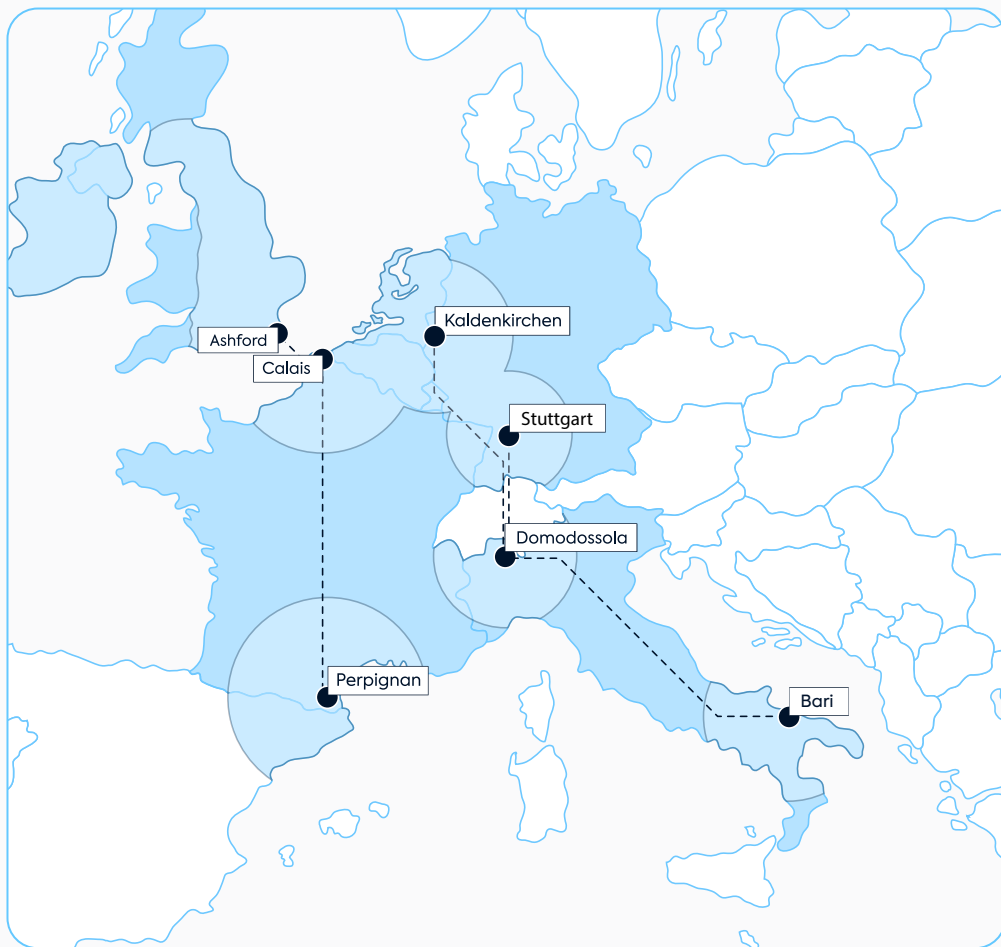 Kaldenkirchen
Ashford
Calais
Stuttgart
Domodossola
Perpignan
Bari